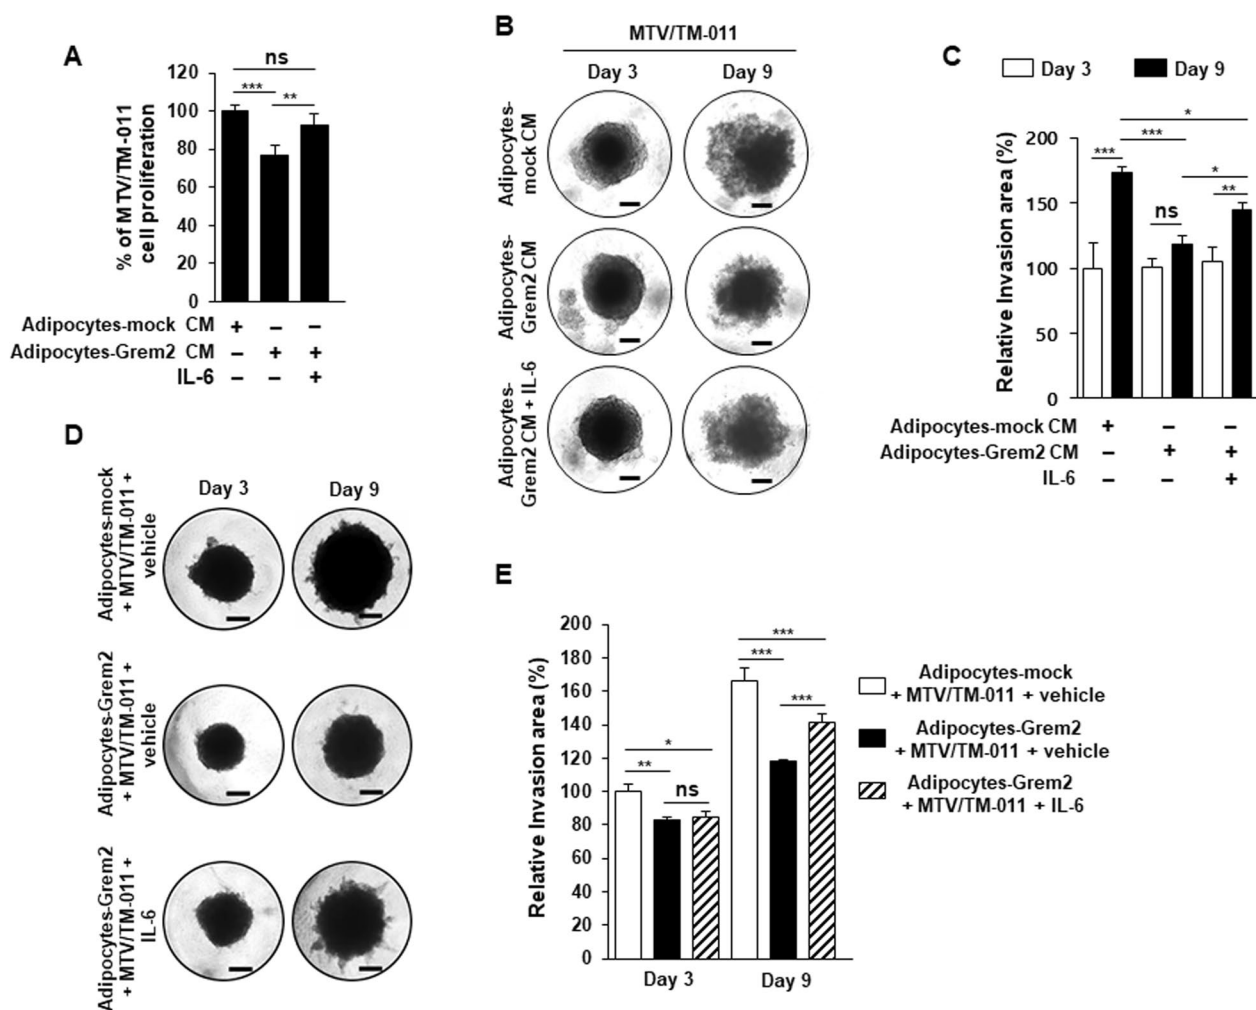 A
% of MTV/TM-011
cell proliferation
120
100
80
60
40
20
0
ns
***
**
Adipocytes-mock CM + – –
Adipocytes-Grem2 CM – + +
IL-6 – – +
B
MTV/TM-011
Day 3 Day 9
Adipocytes-
mock CM
Adipocytes-
Grem2 CM
Adipocytes-
Grem2 CM + IL-6
C
Day 3 Day 9
Relative Invasion area (%)
200
150
100
50
0
*
***
***
*
ns
**
Adipocytes-mock CM + – –
Adipocytes-Grem2 CM – + +
IL-6 – – +
D
Day 3 Day 9
Adipocytes-mock
+ MTV/TM-011 +
vehicle
Adipocytes-Grem2
+ MTV/TM-011 +
vehicle
Adipocytes-Grem2
+ MTV/TM-011 +
IL-6
E
Relative Invasion area (%)
200
180
160
140
120
100
80
60
40
20
0
*
**
ns
***
***
***
Day 3 Day 9
Adipocytes-mock
+ MTV/TM-011 + vehicle
Adipocytes-Grem2
+ MTV/TM-011 + vehicle
Adipocytes-Grem2
+ MTV/TM-011 + IL-6